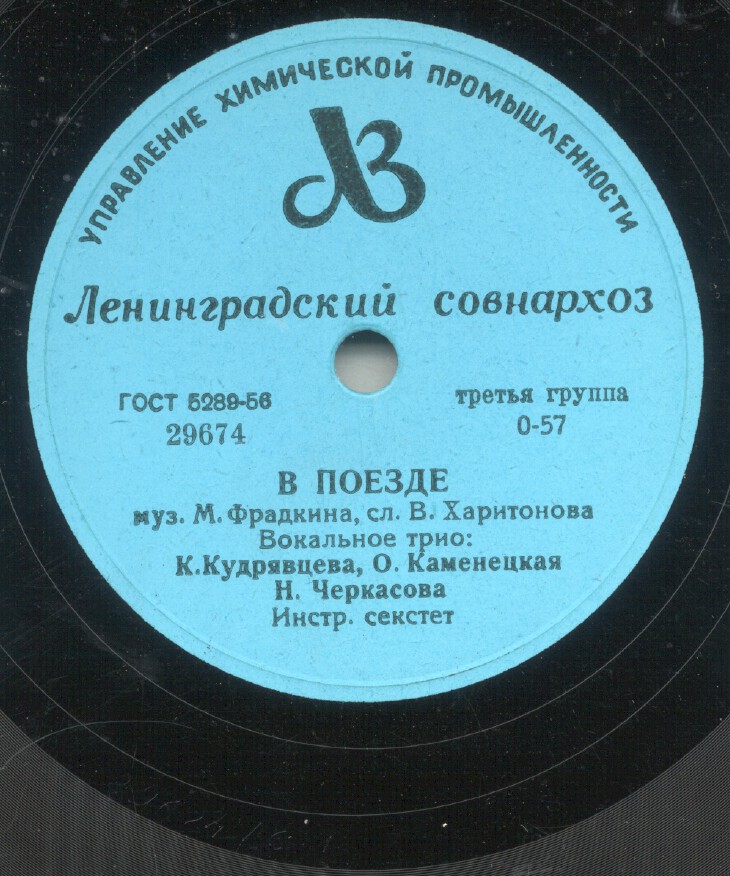 УПРАВЛЕНИЕ ХИМИЧЕСКОЙ ПРОМЫШЛЕННОСТИ
Ленинградский совнархоз
ГОСТ 5289-56
29674
третья группа
0-57
В ПОЕЗДЕ
муз. М. Фрадкина, сл. В. Харитонова
Вокальное трио:
К.Кудрявцева, О. Каменецкая
Н. Черкасова
Инстр. секстет